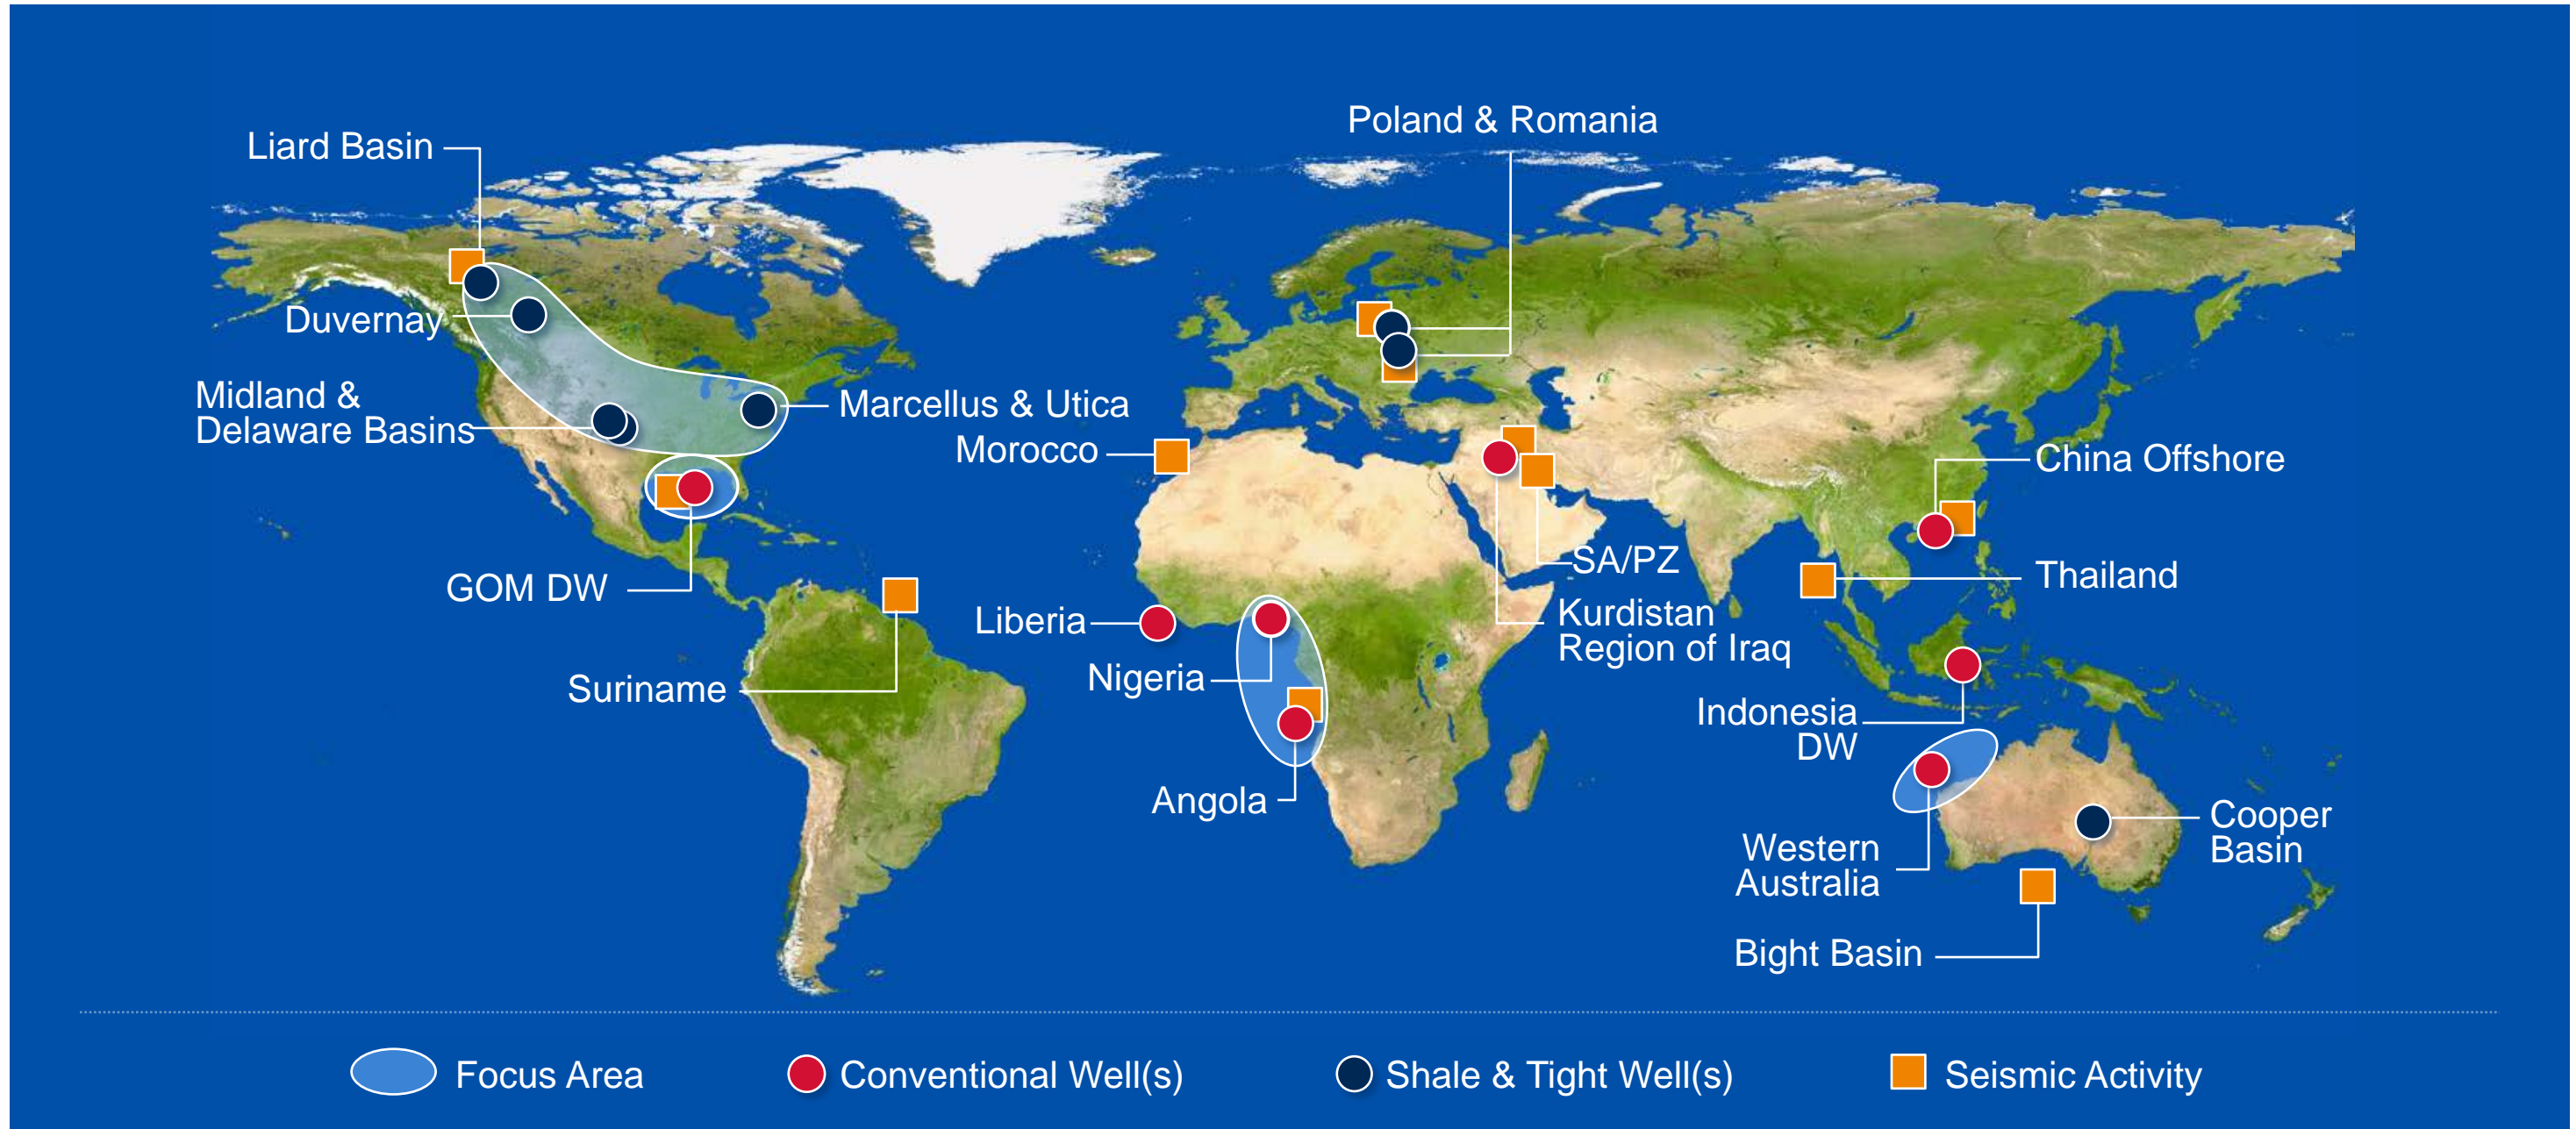 Poland & Romania
Liard Basin
Duvernay
Midland &
Delaware Basins
Marcellus & Utica
Morocco
China Offshore
GOM DW
SA/PZ
Thailand
Liberia
Kurdistan
Region of Iraq
Nigeria
Suriname
Indonesia
DW
Angola
Western
Australia
Cooper
Basin
Bight Basin
Focus Area
Conventional Well(s)
Shale & Tight Well(s)
Seismic Activity